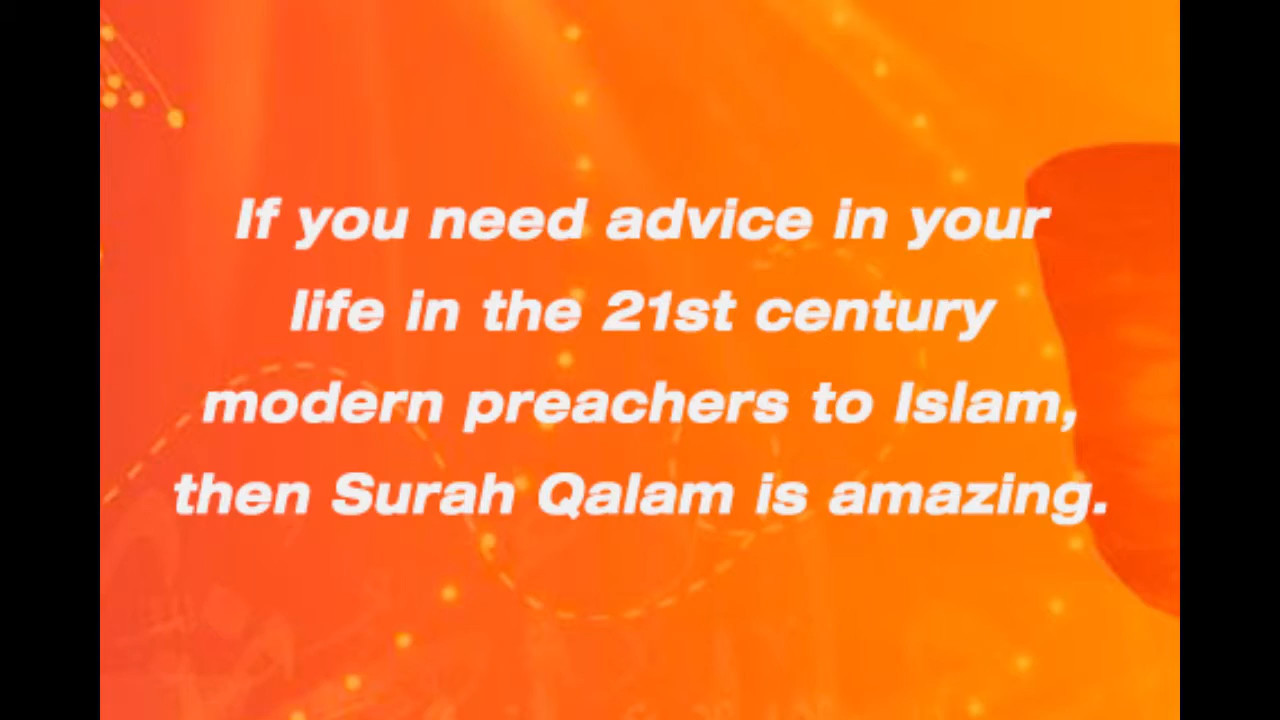 If you need advice in your
life in the 21st century
modern preachers to Islam,
then Surah Qalam is amazing.